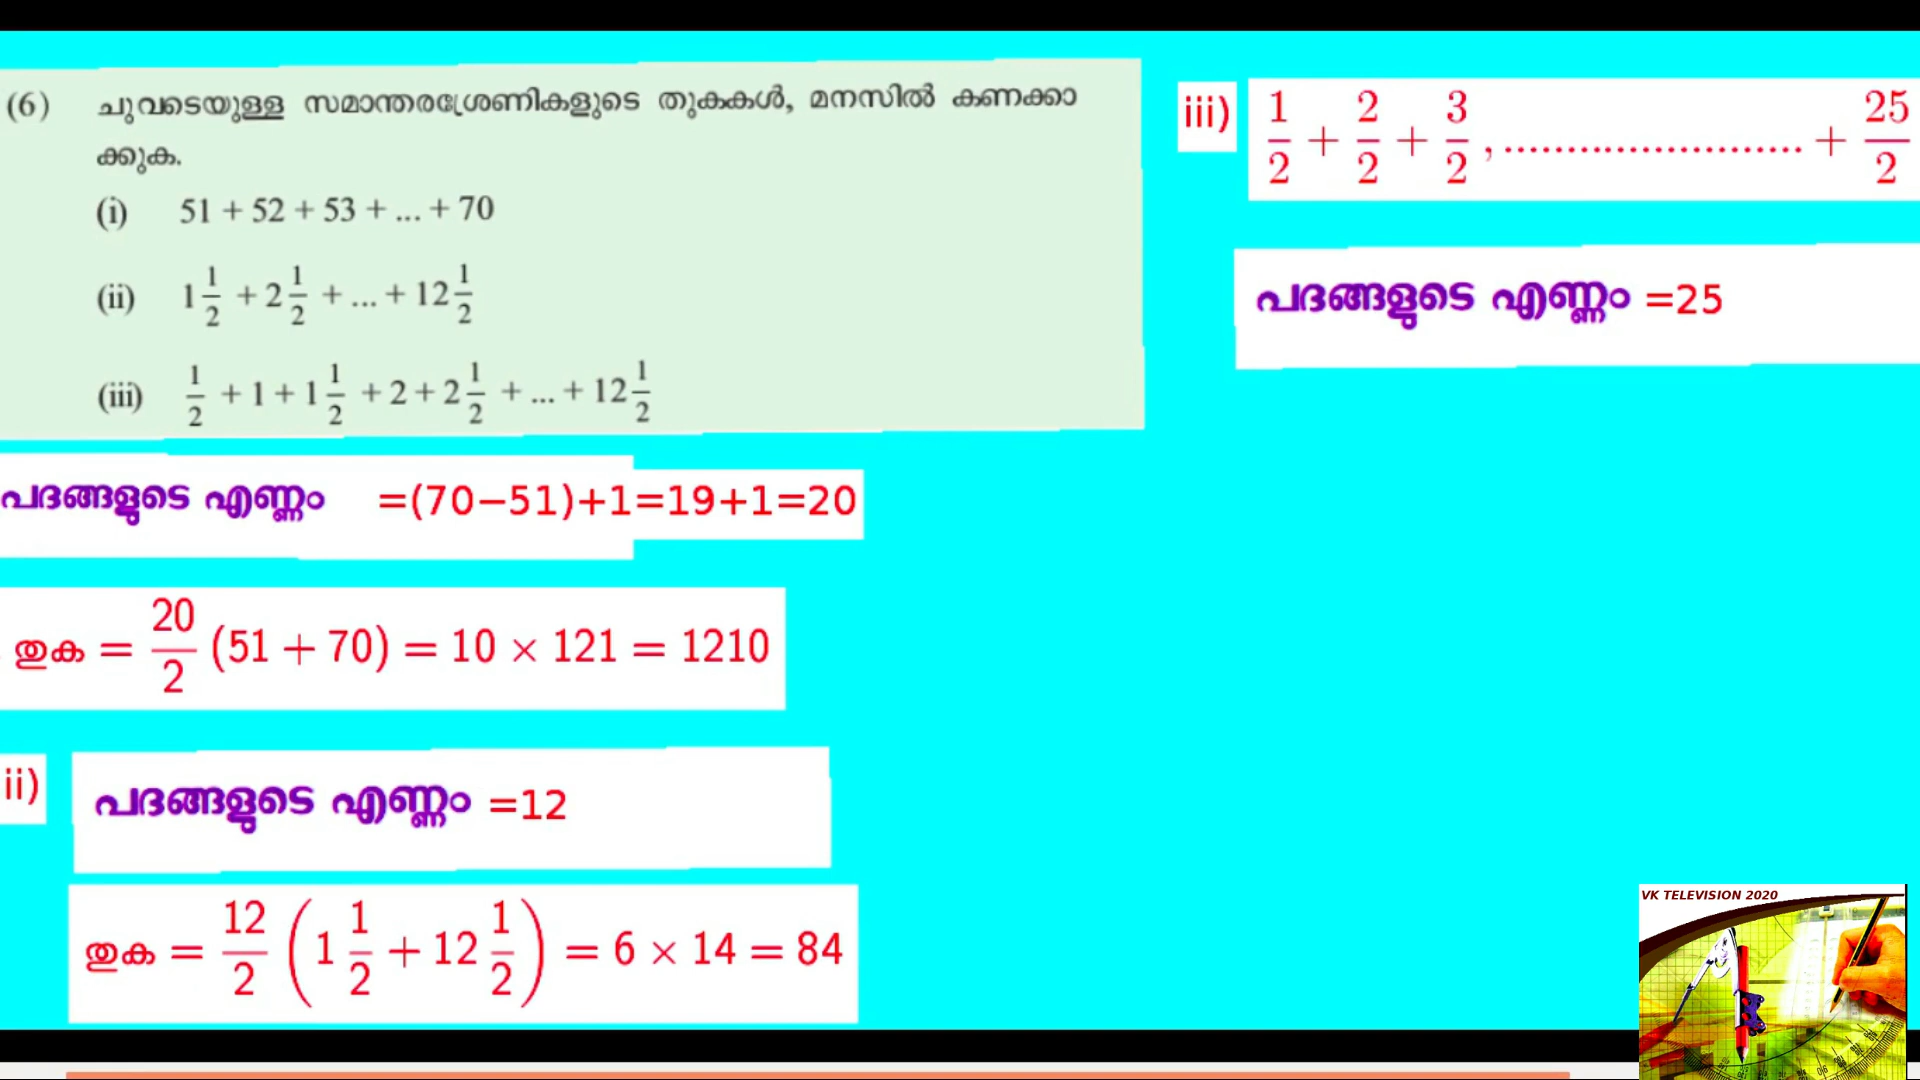 (6) ചുവടെയുള്ള സമാന്തരശ്രേണികളുടെ തുകകൾ, മനസിൽ കണക്കാ
ക്കുക.
(i) 51 + 52 + 53 + ... + 70
(ii) 1 1/2 + 2 1/2 + ... + 12 1/2
(iii) 1/2 + 1 + 1 1/2 + 2 + 2 1/2 + ... + 12 1/2
പദങ്ങളുടെ എണ്ണം =(70−51)+1=19+1=20
തുക = 20/2 (51 + 70) = 10 × 121 = 1210
ii) പദങ്ങളുടെ എണ്ണം =12
തുക = 12/2 (1 1/2 + 12 1/2) = 6 × 14 = 84
iii) 1/2 + 2/2 + 3/2 ,........................ + 25/2
പദങ്ങളുടെ എണ്ണം =25
VK TELEVISION 2020